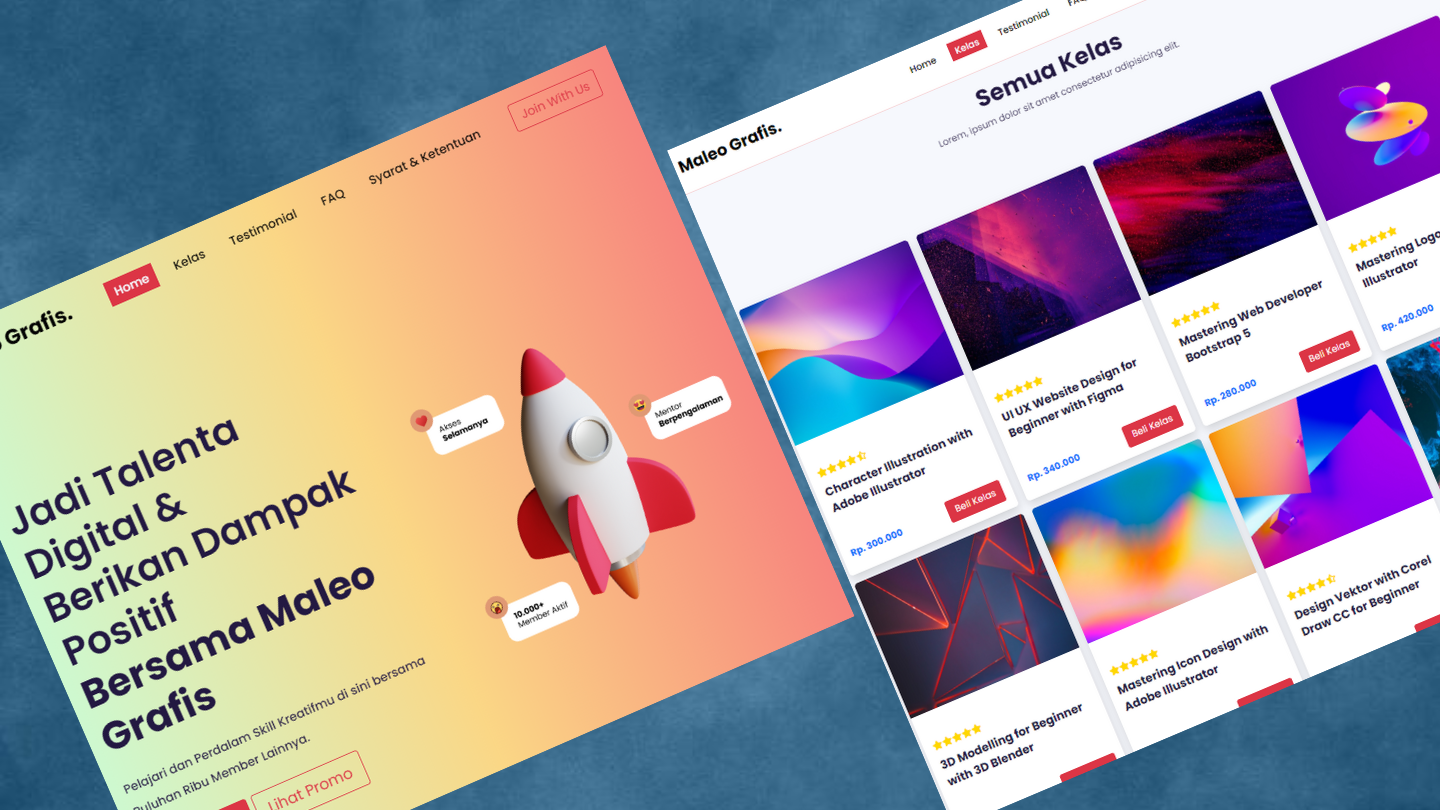 Grafis.
Home
Kelas
Testimonial
FAQ
Syarat & Ketentuan
Join With Us
Jadi Talenta
Digital &
Berikan Dampak
Positif
Bersama Maleo
Grafis
Pelajari dan Perdalam Skill Kreatifmu di sini bersama
Puluhan Ribu Member Lainnya.
Lihat Promo
Akses
Selamanya
Mentor
Berpengalaman
10.000+
Member Aktif
Maleo Grafis.
Home
Kelas
Testimonial
Semua Kelas
Lorem, ipsum dolor sit amet consectetur adipisicing elit.
Character Illustration with
Adobe Illustrator
Rp. 300.000
Beli Kelas
UI UX Website Design for
Beginner with Figma
Rp. 340.000
Beli Kelas
Mastering Web Developer
Bootstrap 5
Rp. 280.000
Beli Kelas
Mastering Logo
Illustrator
Rp. 420.000
3D Modelling for Beginner
with 3D Blender
Mastering Icon Design with
Adobe Illustrator
Design Vektor with Corel
Draw CC for Beginner